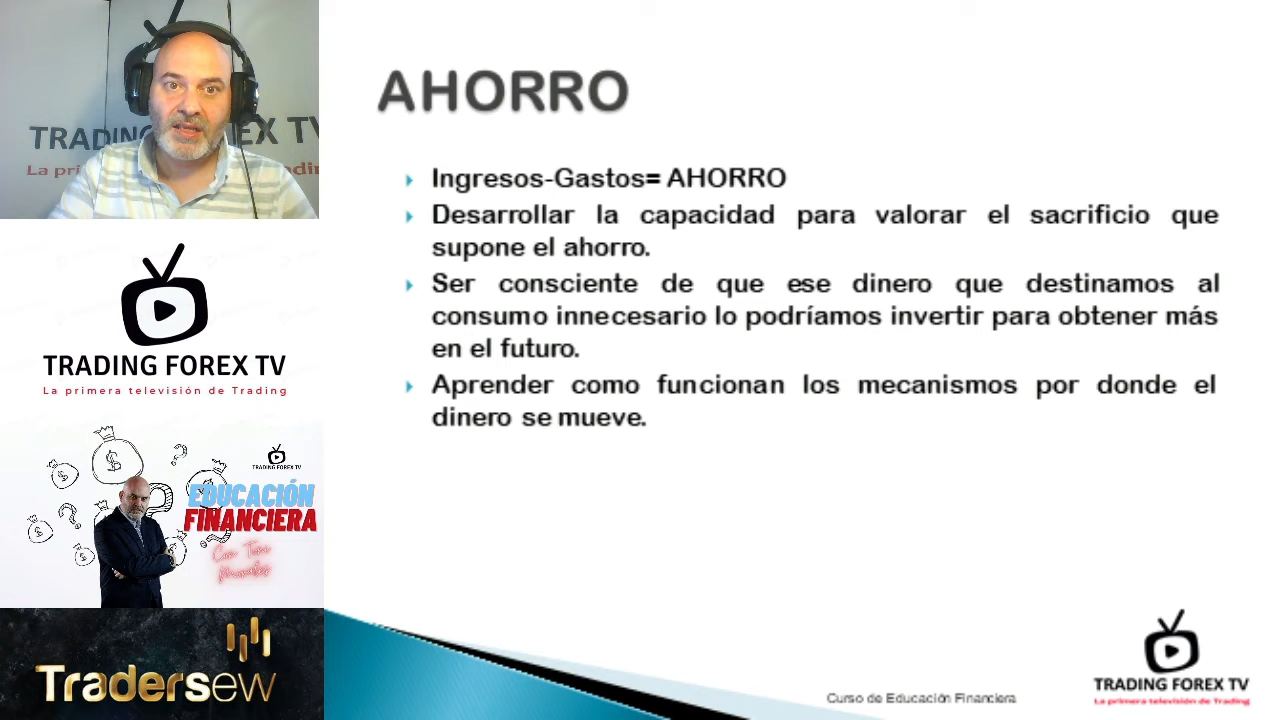 TRADING FOREX TV
La pri
AHORRO
Ingresos-Gastos= AHORRO
Desarrollar la capacidad para valorar el sacrificio que
supone el ahorro.
Ser consciente de que ese dinero que destinamos al
consumo innecesario lo podríamos invertir para obtener más
en el futuro.
Aprender como funcionan los mecanismos por donde el
dinero se mueve.
TRADING FOREX TV
La primera televisión de Trading
TRADING FOREX TV
EDUCACIÓN
FINANCIERA
Con Toni
Morales
Tradersew
Curso de Educación Financiera
TRADING FOREX TV
La primera televisión de Trading